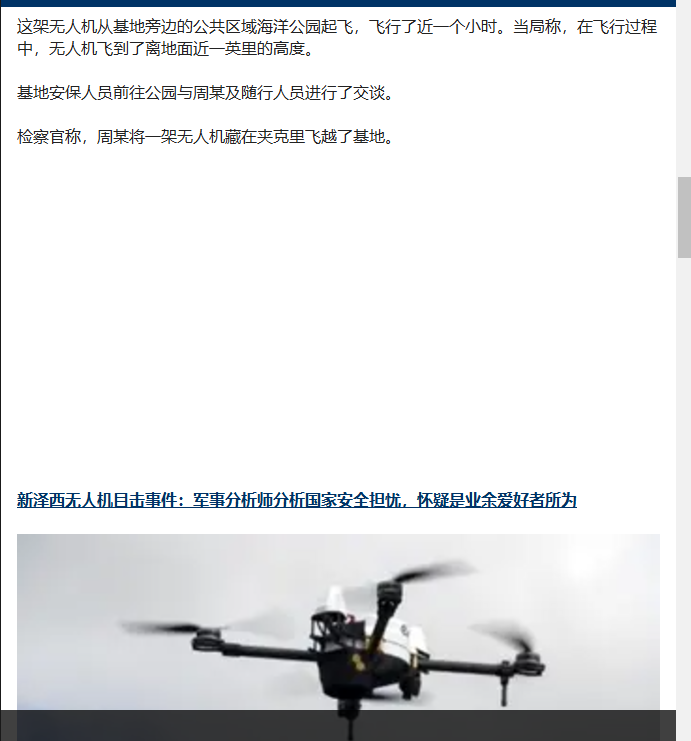 这架无人机从基地旁边的公共区域海洋公园起飞，飞行了近一个小时。当局称，在飞行过程
中，无人机飞到了离地面近一英里的高度。
基地安保人员前往公园与周某及随行人员进行了交谈。
检察官称，周某将一架无人机藏在夹克里飞越了基地。
新泽西无人机目击事件：军事分析师分析国家安全担忧，怀疑是业余爱好者所为